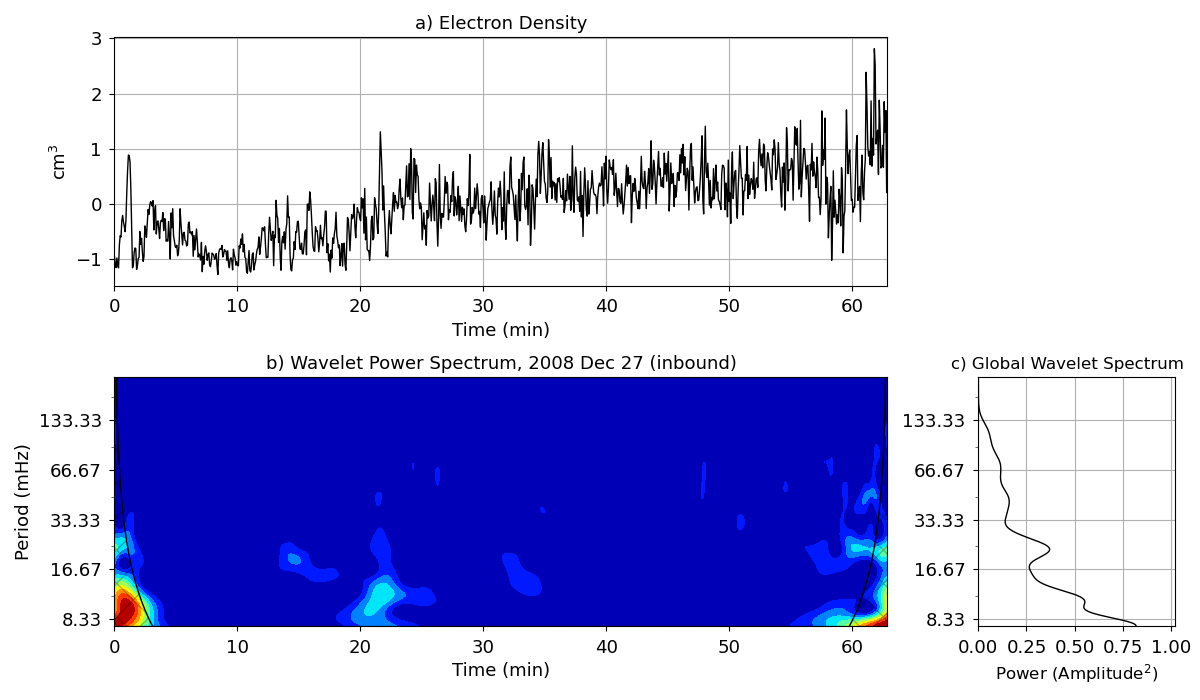 a) Electron Density
3
2
1
0
−1
cm³
0 10 20 30 40 50 60
Time (min)
b) Wavelet Power Spectrum, 2008 Dec 27 (inbound)
133.33
66.67
33.33
16.67
8.33
Period (mHz)
0 10 20 30 40 50 60
Time (min)
c) Global Wavelet Spectrum
133.33
66.67
33.33
16.67
8.33
0.00 0.25 0.50 0.75 1.00
Power (Amplitude²)